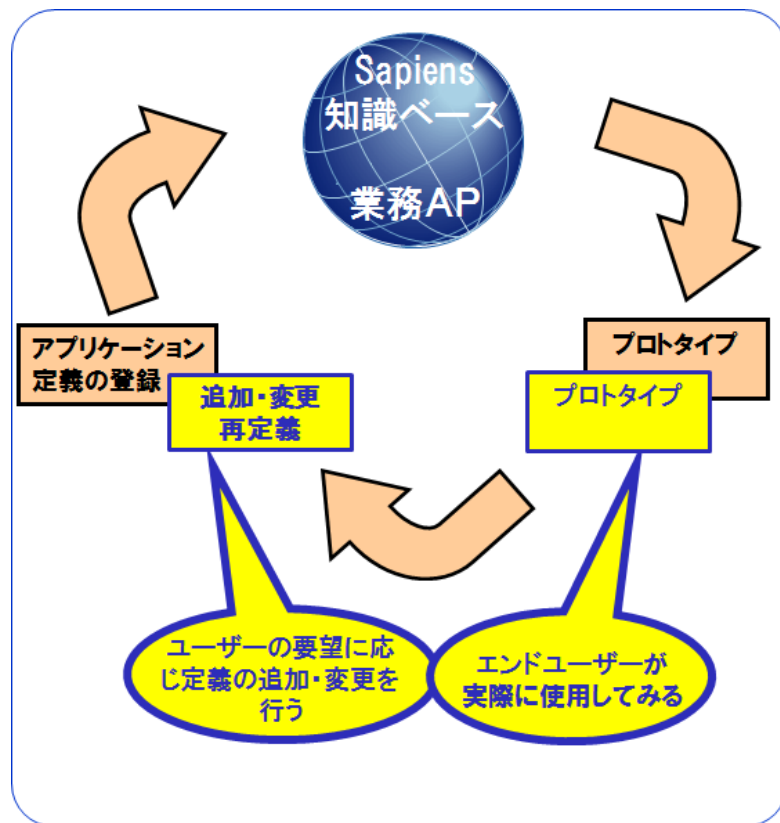 Sapiens
知識ベース
業務AP
アプリケーション
定義の登録
追加・変更
再定義
プロトタイプ
プロトタイプ
ユーザーの要望に応
じ定義の追加・変更を
行う
エンドユーザーが
実際に使用してみる